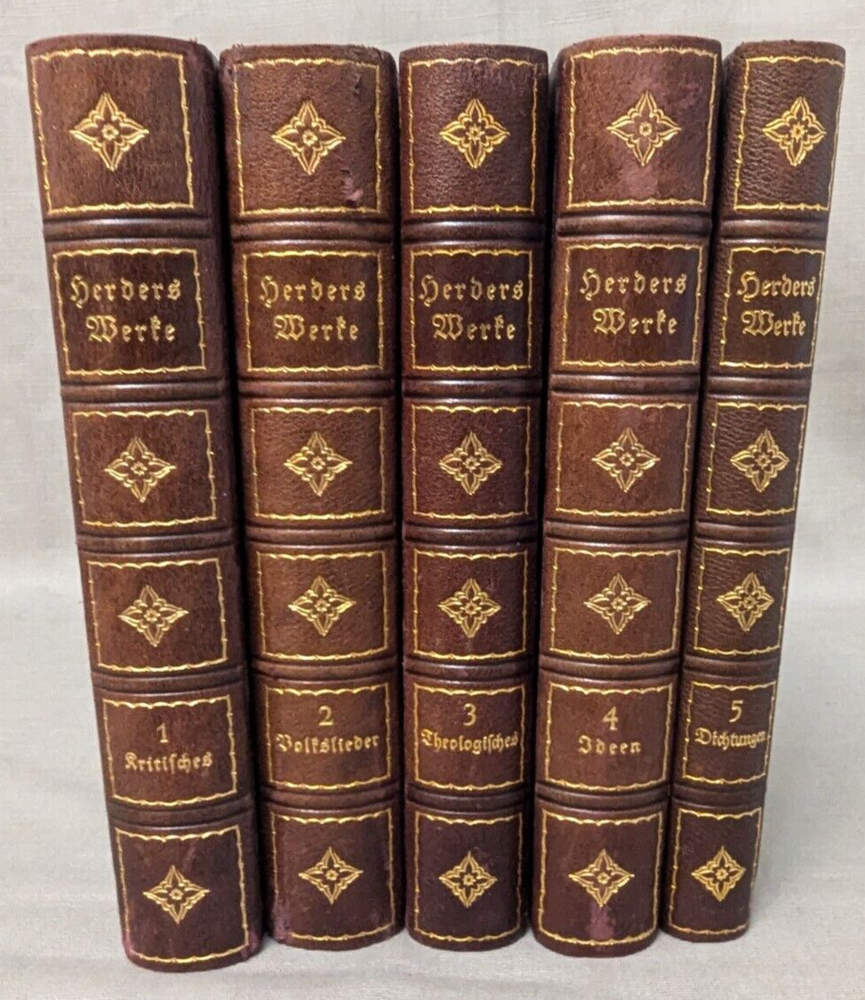 Herders
Werke
1
Kritisches
Herders
Werke
2
Volkslieder
Herders
Werke
3
Theologisches
Herders
Werke
4
Ideen
Herders
Werke
5
Dichtungen